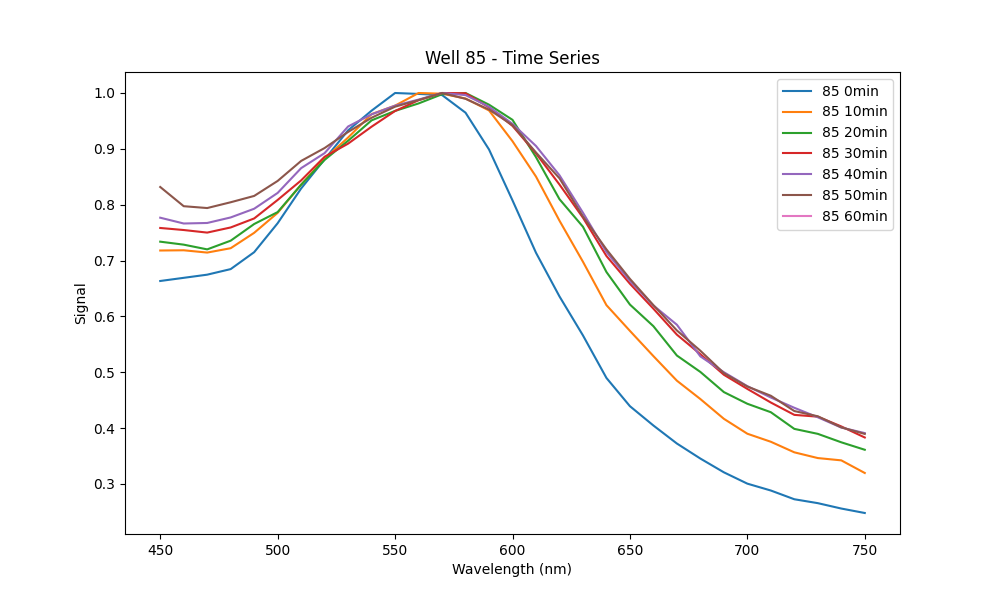 Well 85 - Time Series
1.0
0.9
0.8
0.7
0.6
0.5
0.4
0.3
Signal
85 0min
85 10min
85 20min
85 30min
85 40min
85 50min
85 60min
450 500 550 600 650 700 750
Wavelength (nm)